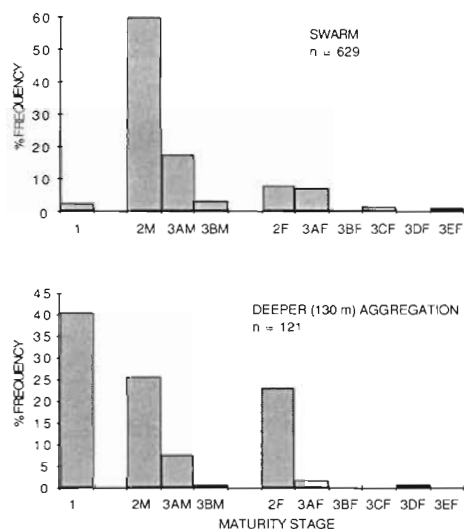 SWARM
n = 629
% FREQUENCY
60
50
40
30
20
10
0
1 2M 3AM 3BM 2F 3AF 3BF 3CF 3DF 3EF
DEEPER (130 m) AGGREGATION
n = 121
% FREQUENCY
45
40
35
30
25
20
15
10
5
0
1 2M 3AM 3BM 2F 3AF 3BF 3CF 3DF 3EF
MATURITY STAGE